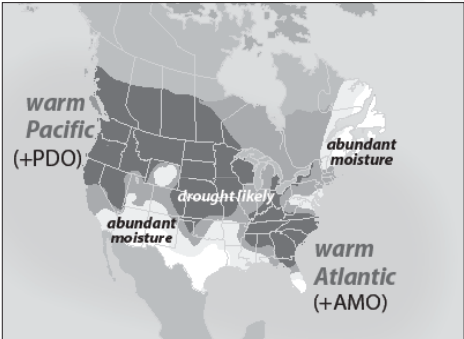 warm
Pacific
(+PDO)
abundant
moisture
drought likely
abundant
moisture
warm
Atlantic
(+AMO)